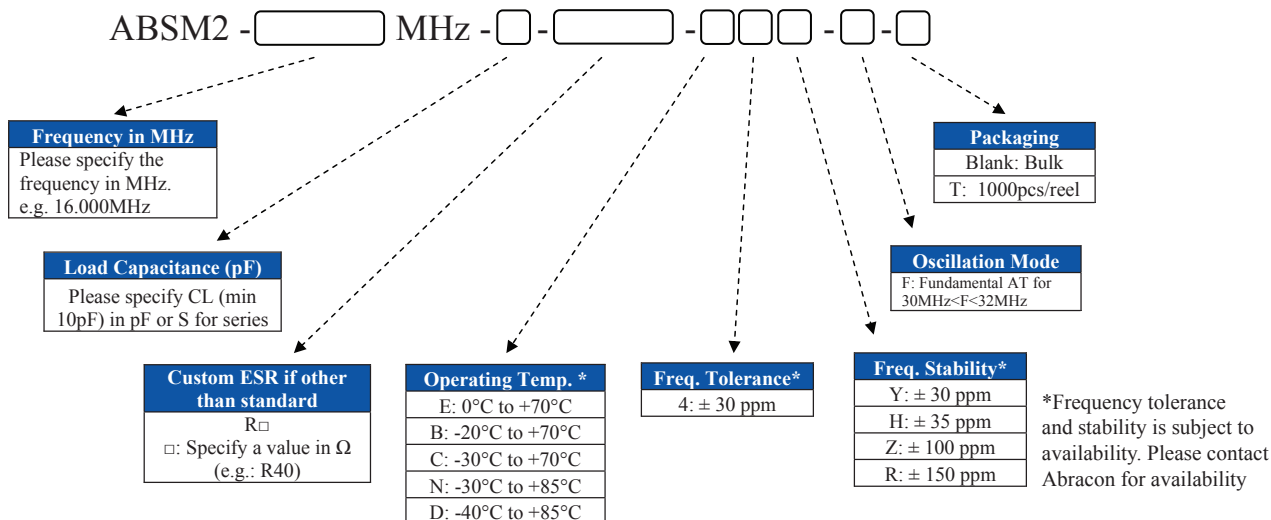 ABSM2 - MHz - - - - -
Frequency in MHz
Please specify the
frequency in MHz.
e.g. 16.000MHz
Load Capacitance (pF)
Please specify CL (min
10pF) in pF or S for series
Custom ESR if other
than standard
R□
□: Specify a value in Ω
(e.g.: R40)
Operating Temp. *
E: 0°C to +70°C
B: -20°C to +70°C
C: -30°C to +70°C
N: -30°C to +85°C
D: -40°C to +85°C
Freq. Tolerance*
4: ± 30 ppm
Freq. Stability*
Y: ± 30 ppm
H: ± 35 ppm
Z: ± 100 ppm
R: ± 150 ppm
Oscillation Mode
F: Fundamental AT for
30MHz<F<32MHz
Packaging
Blank: Bulk
T: 1000pcs/reel
*Frequency tolerance
and stability is subject to
availability. Please contact
Abracon for availability